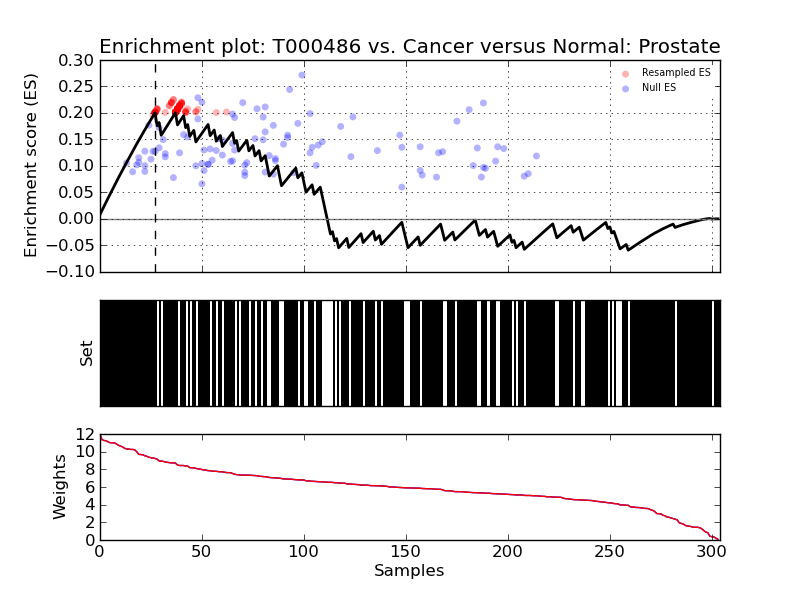 Enrichment plot: T000486 vs. Cancer versus Normal: Prostate
Enrichment score (ES)
0.30
0.25
0.20
0.15
0.10
0.05
0.00
−0.05
−0.10
Resampled ES
Null ES
Set
Weights
12
10
8
6
4
2
0
0 50 100 150 200 250 300
Samples